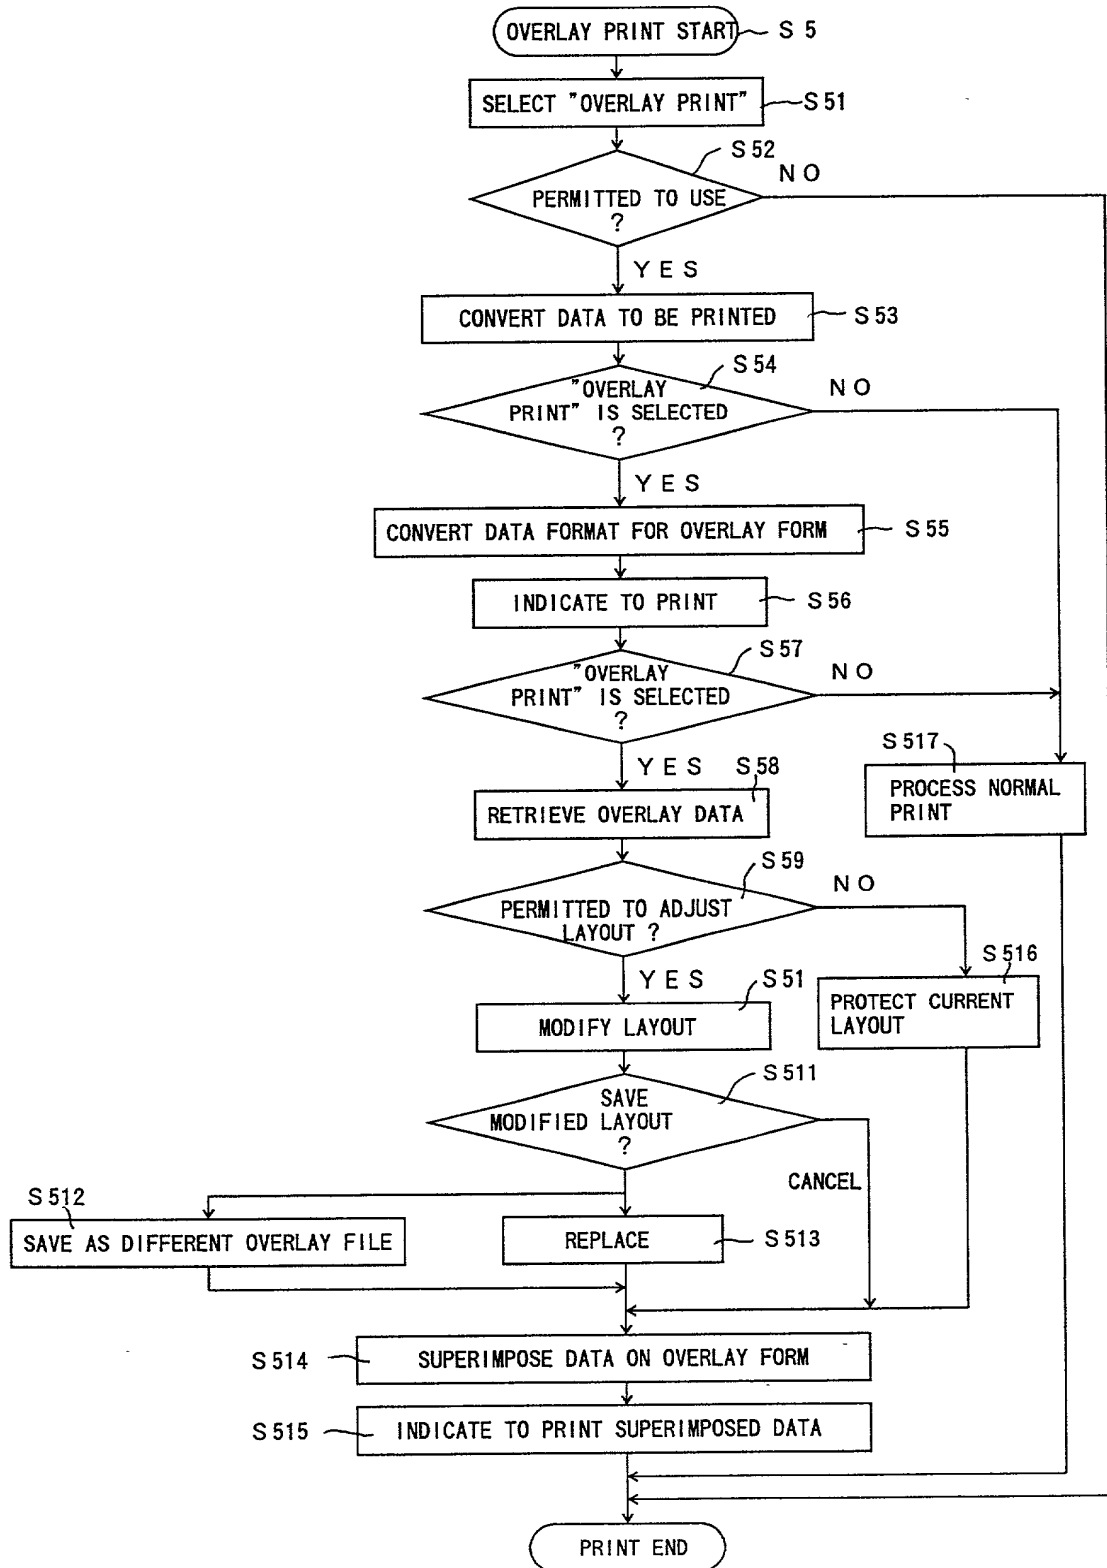 OVERLAY PRINT START
S 5
SELECT "OVERLAY PRINT"
S51
S52
NO
PERMITTED TO USE
?
YES
CONVERT DATA TO BE PRINTED
S53
S54
"OVERLAY
PRINT" IS SELECTED
?
NO
YES
CONVERT DATA FORMAT FOR OVERLAY FORM
S55
INDICATE TO PRINT
S56
S57
"OVERLAY
PRINT" IS SELECTED
?
NO
YES
S58
S517
PROCESS NORMAL
PRINT
RETRIEVE OVERLAY DATA
S59
NO
PERMITTED TO ADJUST
LAYOUT ?
YES
S51
S516
PROTECT CURRENT
LAYOUT
MODIFY LAYOUT
S511
SAVE
MODIFIED LAYOUT
?
CANCEL
S512
SAVE AS DIFFERENT OVERLAY FILE
REPLACE
S513
S514
SUPERIMPOSE DATA ON OVERLAY FORM
S515
INDICATE TO PRINT SUPERIMPOSED DATA
PRINT END